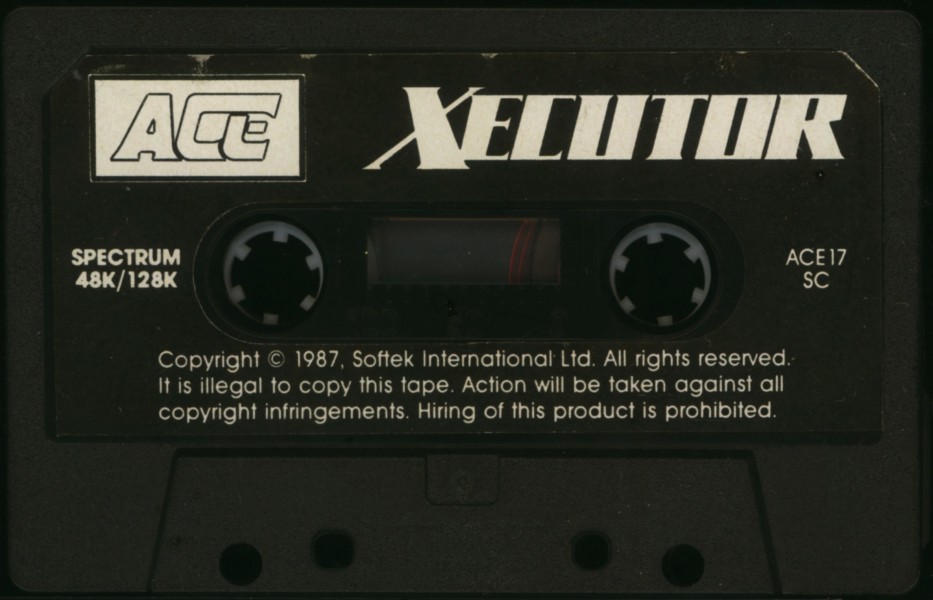 ACE
XECUTOR
SPECTRUM
48K/128K
ACE17
SC
Copyright © 1987, Softek International Ltd. All rights reserved.
It is illegal to copy this tape. Action will be taken against all
copyright infringements. Hiring of this product is prohibited.